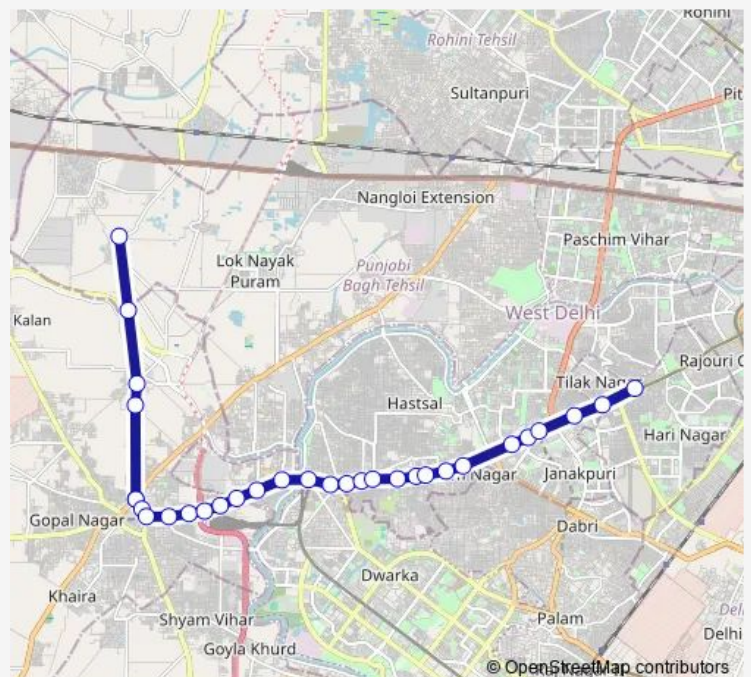 Rohini
Rohini Tehsil
Sultanpuri
Pit
Nangloi Extension
Paschim Vihar
Lok Nayak
Puram
Punjabi
Bagh Tehsil
Kalan
West Delhi
Rajouri G
Tilak Nag
Hastsal
Hari Nagar
Nagar
Janakpuri
Gopal Nagar
Dabri
Dwarka
Khaira
Shyam Vihar
Palam
Delhi
Goyla Khurd
© OpenStreetMap contributors